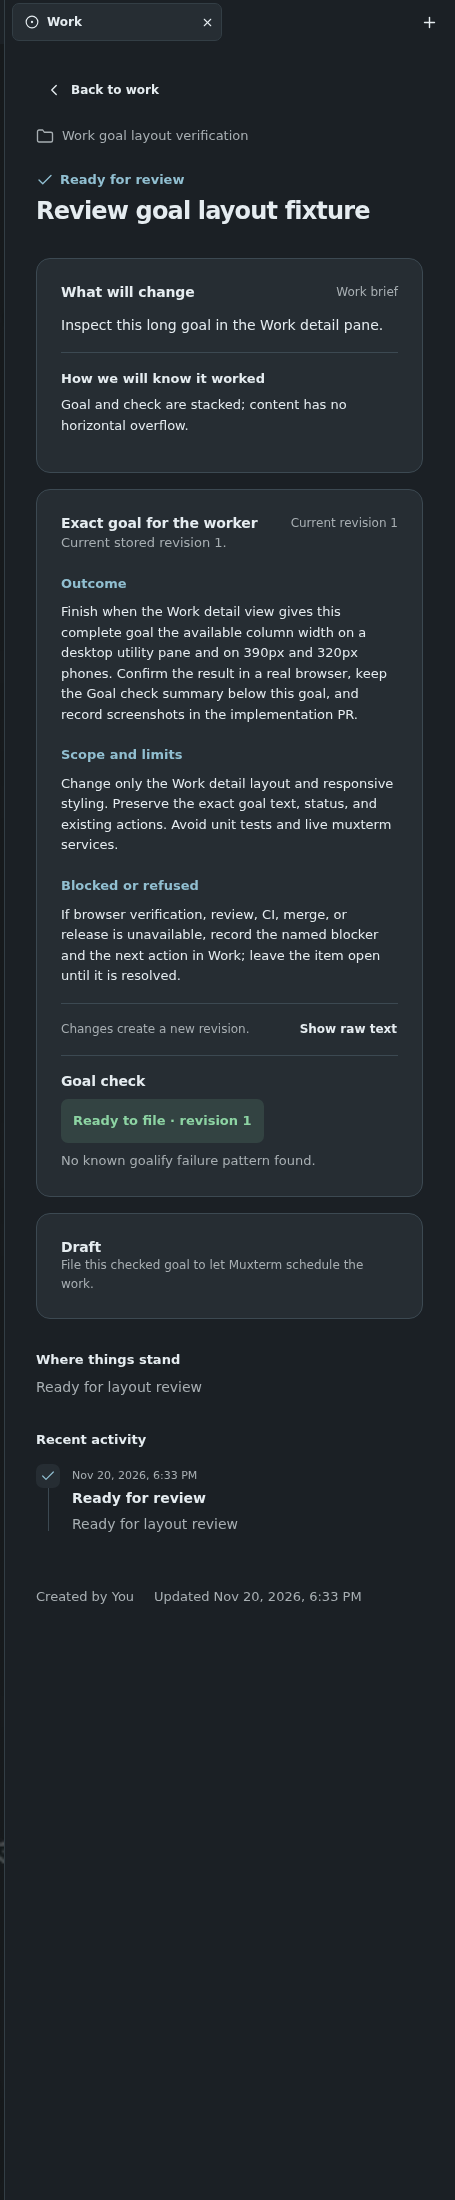 Work
Back to work
Work goal layout verification
Ready for review
Review goal layout fixture
What will change
Work brief
Inspect this long goal in the Work detail pane.
How we will know it worked
Goal and check are stacked; content has no
horizontal overflow.
Exact goal for the worker
Current revision 1
Current stored revision 1.
Outcome
Finish when the Work detail view gives this
complete goal the available column width on a
desktop utility pane and on 390px and 320px
phones. Confirm the result in a real browser, keep
the Goal check summary below this goal, and
record screenshots in the implementation PR.
Scope and limits
Change only the Work detail layout and responsive
styling. Preserve the exact goal text, status, and
existing actions. Avoid unit tests and live muxterm
services.
Blocked or refused
If browser verification, review, CI, merge, or
release is unavailable, record the named blocker
and the next action in Work; leave the item open
until it is resolved.
Changes create a new revision.
Show raw text
Goal check
Ready to file · revision 1
No known goalify failure pattern found.
Draft
File this checked goal to let Muxterm schedule the
work.
Where things stand
Ready for layout review
Recent activity
Nov 20, 2026, 6:33 PM
Ready for review
Ready for layout review
Created by You
Updated Nov 20, 2026, 6:33 PM